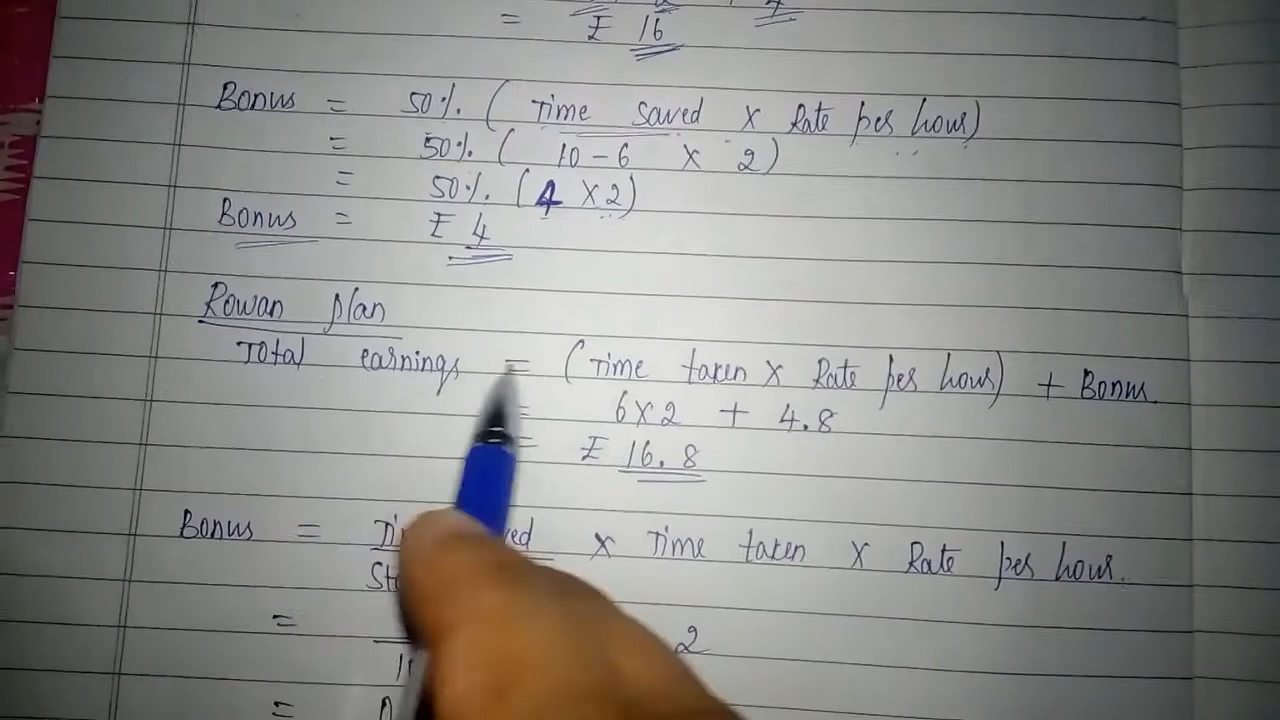 = ₹ 16
Bonus = 50% ( Time saved X Rate per hour)
= 50% ( 10 - 6 X 2)
= 50% (4 X 2)
Bonus = ₹ 4
Rowan plan
Total earnings = (Time taken X Rate per hour) + Bonus.
= 6 X 2 + 4.8
= ₹ 16.8
Bonus = X Time taken X Rate per hour.
= 2
=